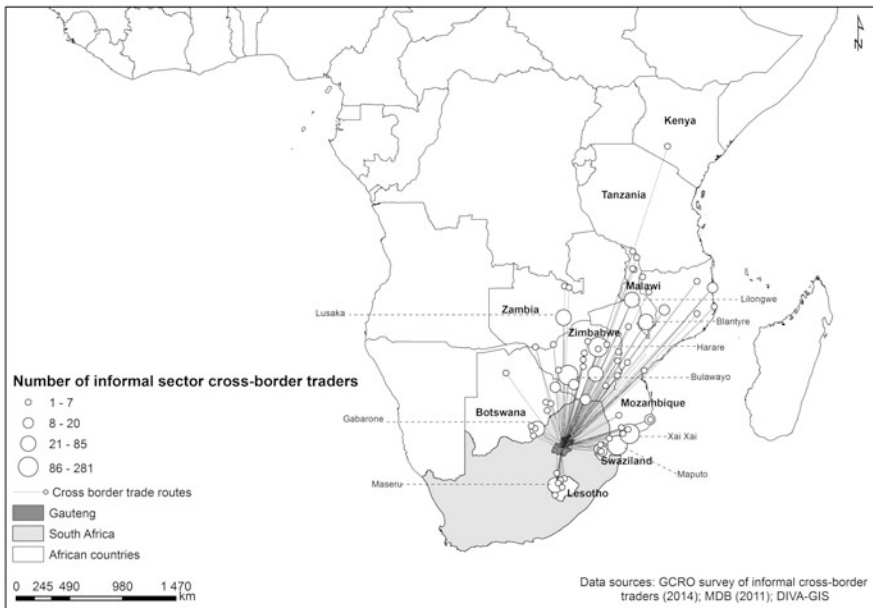 N
Kenya
Tanzania
Malawi
Lilongwe
Zambia
Lusaka
Blantyre
Zimbabwe
Harare
Bulawayo
Number of informal sector cross-border traders
1 - 7
8 - 20
21 - 85
86 - 281
Cross border trade routes
Gauteng
South Africa
African countries
Mozambique
Botswana
Gabarone
Xai Xai
Swaziland
Maputo
Maseru
Lesotho
0 245 490 980 1 470
km
Data sources: GCRO survey of informal cross-border
traders (2014); MDB (2011); DIVA-GIS